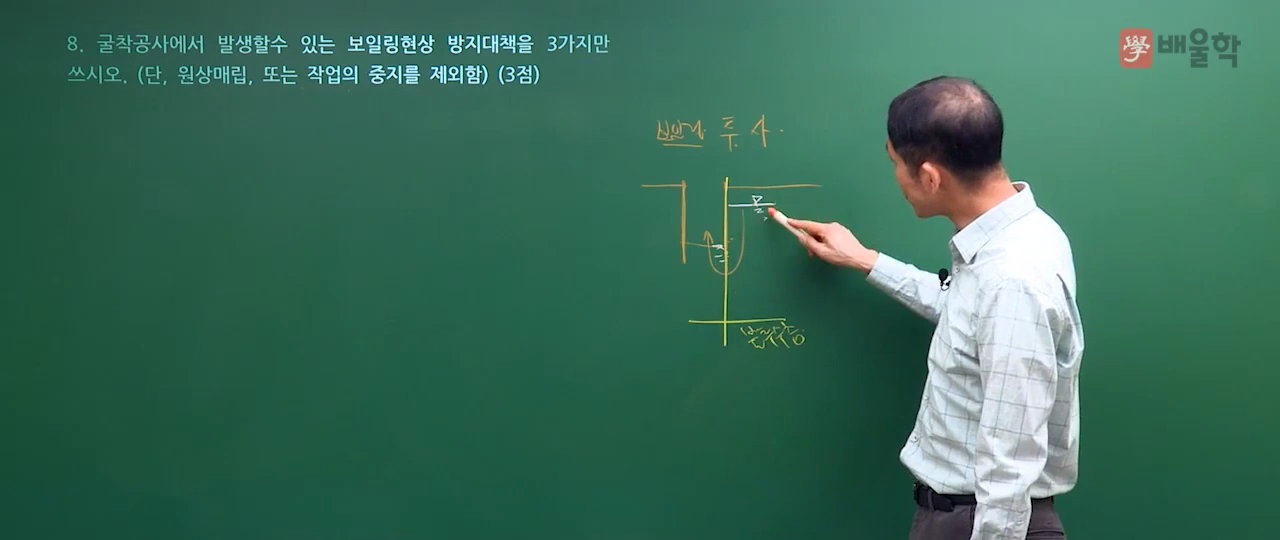 8. 굴착공사에서 발생할수 있는 보일링현상 방지대책을 3가지만
쓰시오. (단, 원상매립, 또는 작업의 중지를 제외함) (3점)
學 배울학
투 사